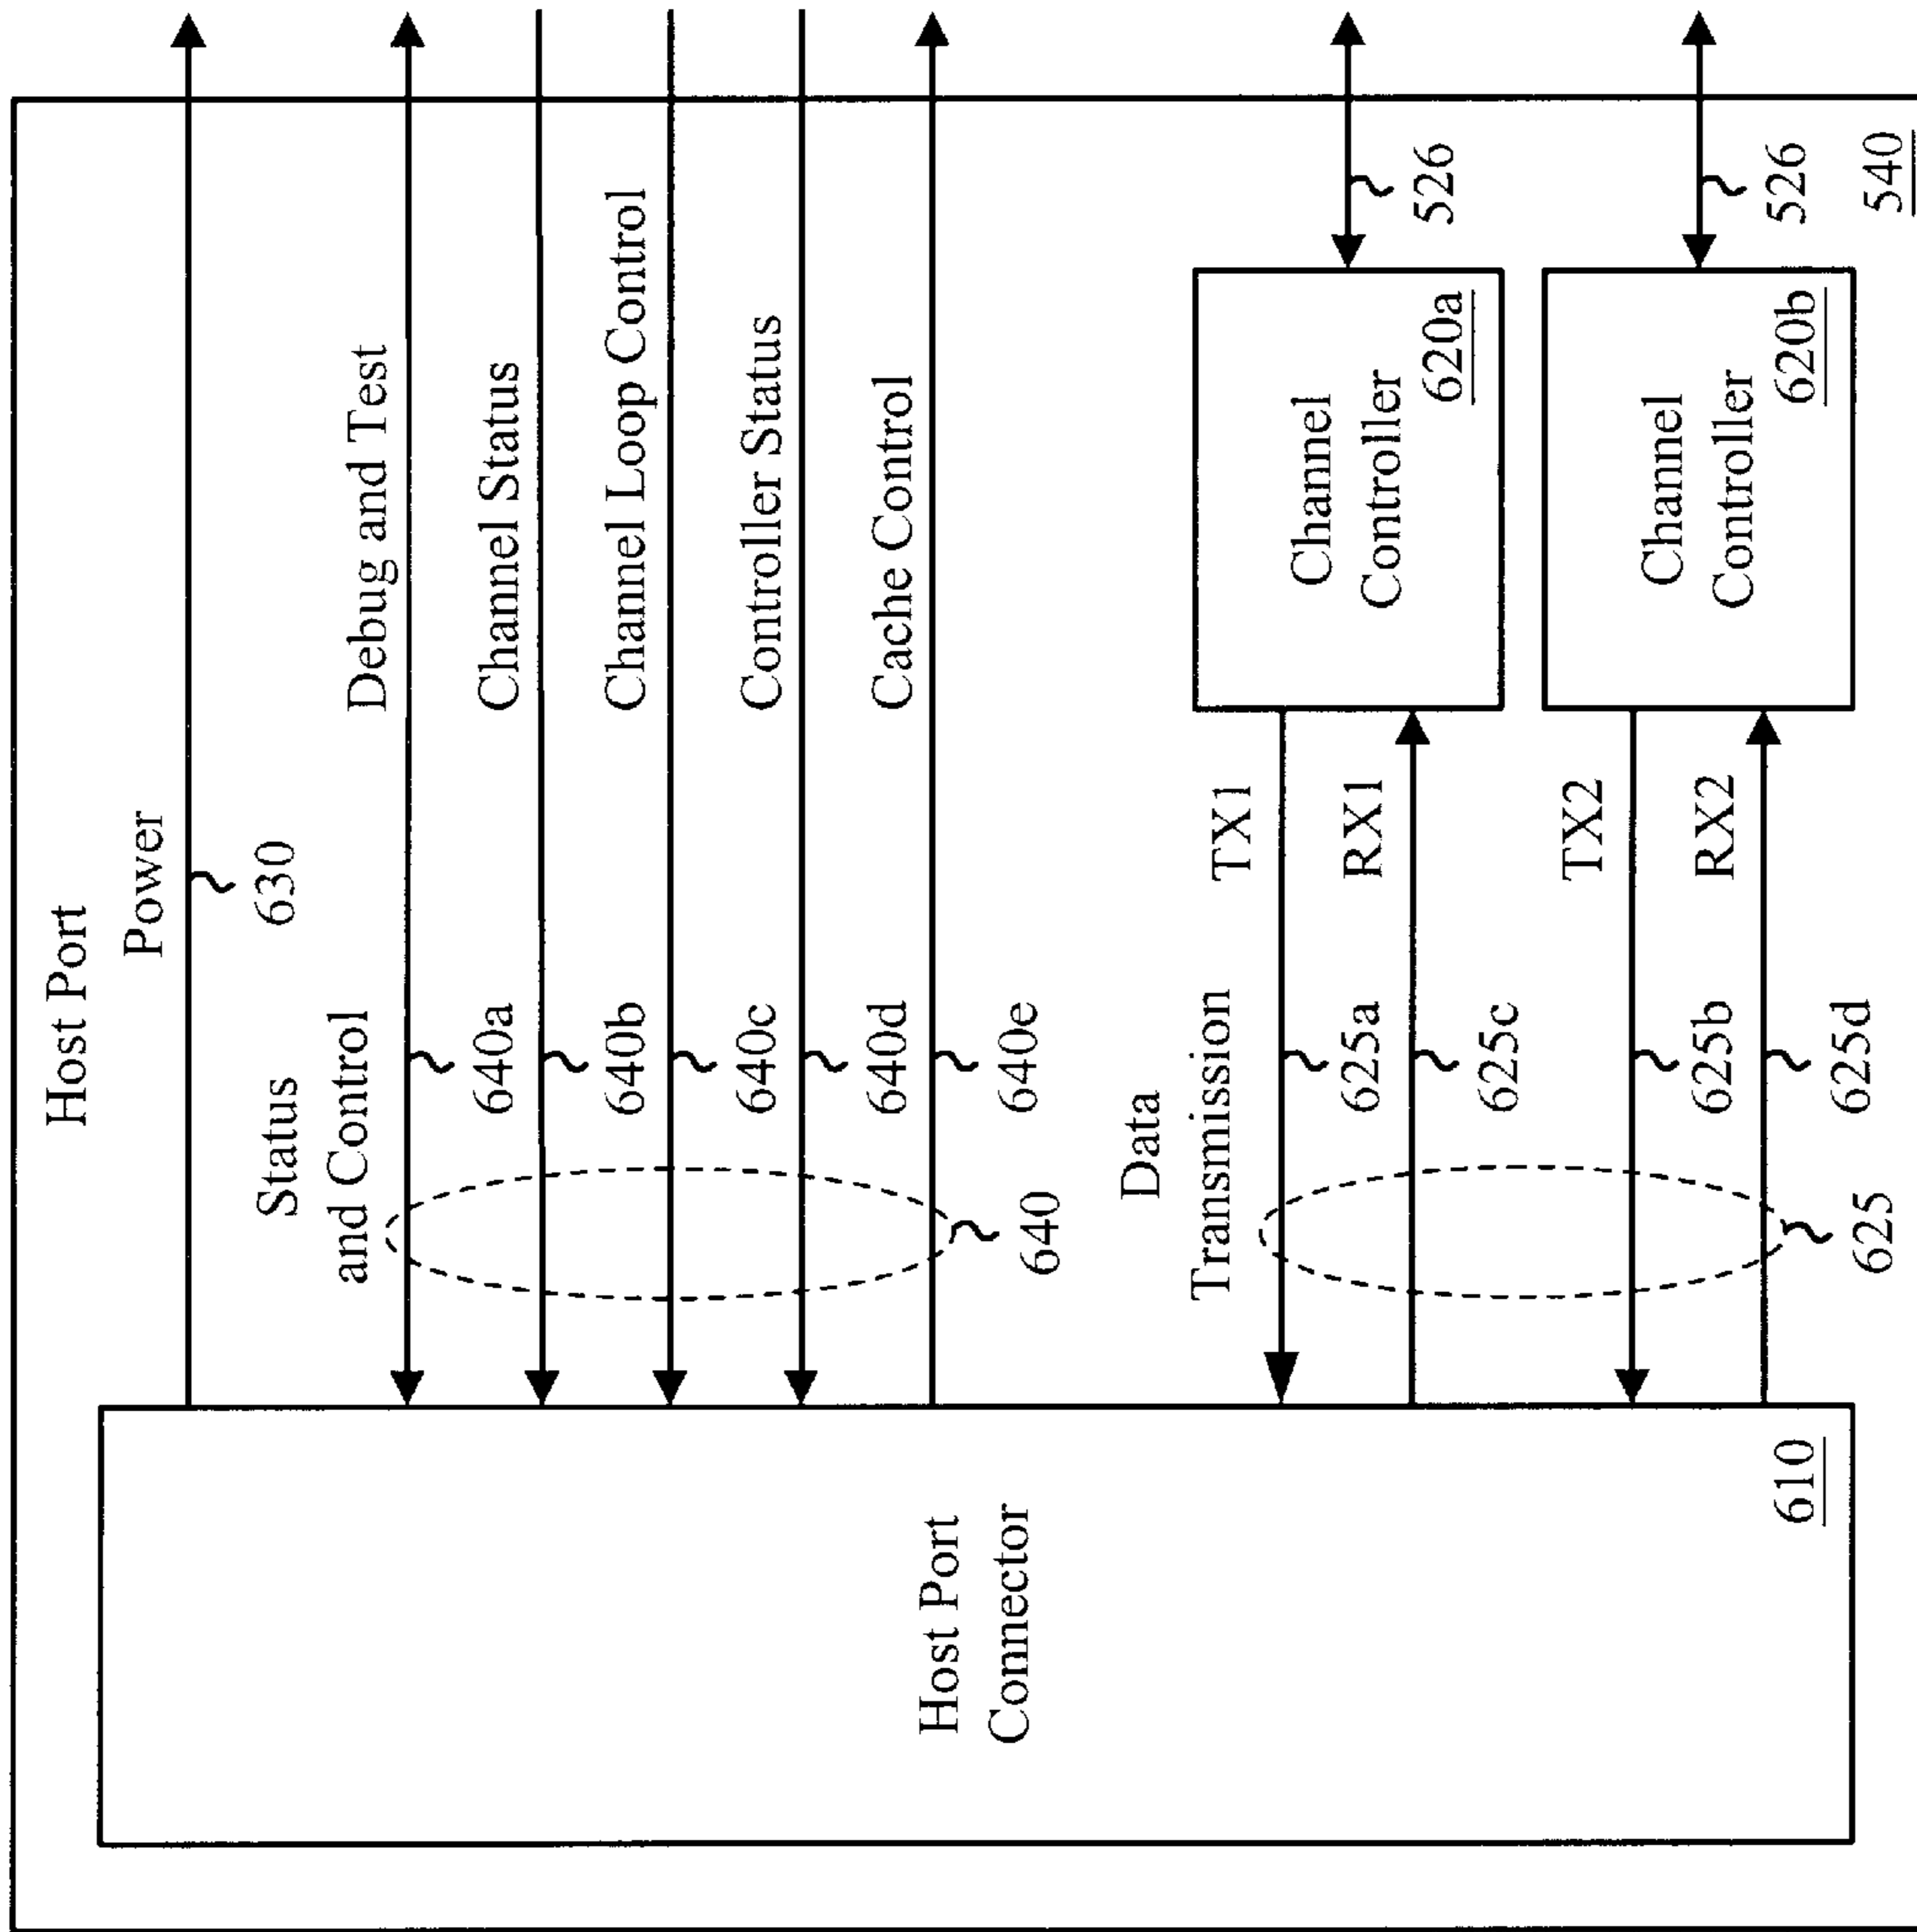 Host Port
Power
630
Status
and Control
Debug and Test
640a
Channel Status
640b
Channel Loop Control
640c
Controller Status
640d
Cache Control
640e
640
Host Port
Connector
610
Data
Transmission
TX1
625a
RX1
625c
TX2
625b
RX2
625d
625
Channel
Controller
620a
526
Channel
Controller
620b
526
540